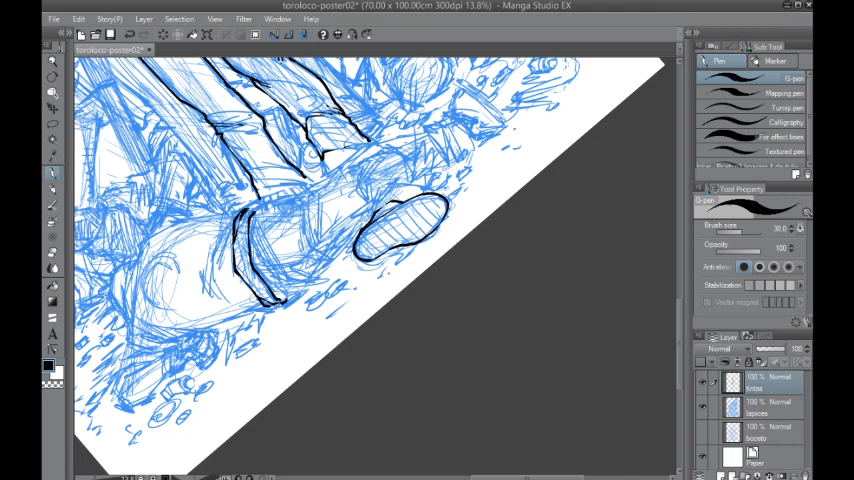 toroloco-poster02* (70.00 x 100.00cm 300dpi 13.8%) - Manga Studio EX
File Edit Story(P) Layer Selection View Filter Window Help
toroloco-poster02*
Sub Tool
Pen Marker
G-pen
Mapping pen
Turnip pen
Calligraphy
For effect lines
Textured pen
Tool Property
G-pen
Brush size 30.0
Opacity 100
Anti-aliasi
Stabilization
Vector magnet
Layer
Normal 100
100 % Normal
tintas
100 % Normal
lapices
100 % Normal
boceto
Paper